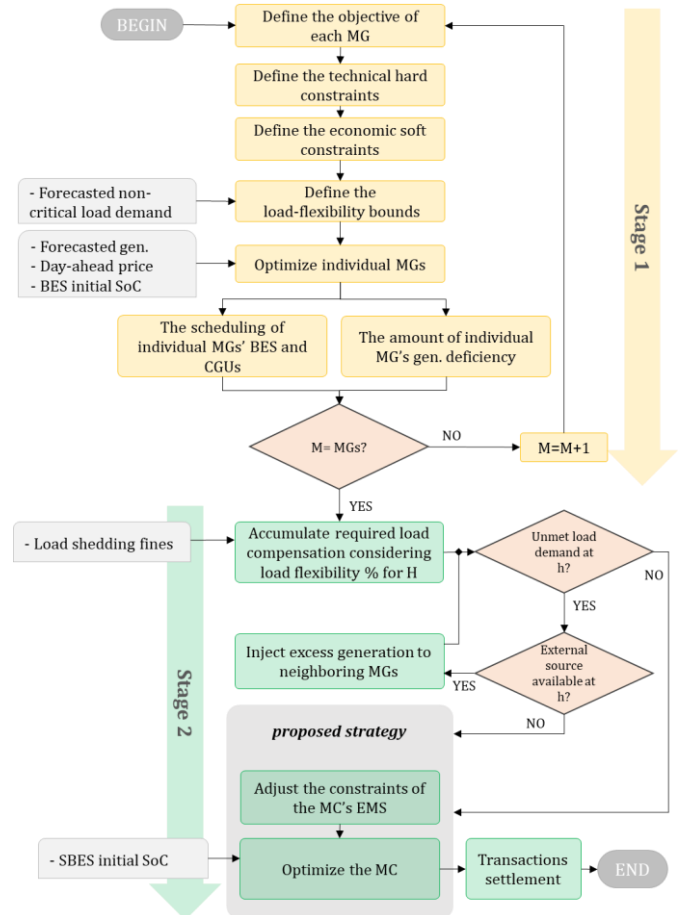 BEGIN
Define the objective of
each MG
Define the technical hard
constraints
Define the economic soft
constraints
- Forecasted non-
critical load demand
Define the
load-flexibility bounds
- Forecasted gen.
- Day-ahead price
- BES initial SoC
Optimize individual MGs
Stage 1
The scheduling of
individual MGs' BES and
CGUs
The amount of individual
MG's gen. deficiency
M= MGs?
NO
M=M+1
YES
- Load shedding fines
Accumulate required load
compensation considering
load flexibility % for H
Unmet load
demand at
h?
NO
YES
Inject excess generation to
neighboring MGs
External
source
available at
h?
YES
NO
Stage 2
proposed strategy
Adjust the constraints of
the MC's EMS
- SBES initial SoC
Optimize the MC
Transactions
settlement
END